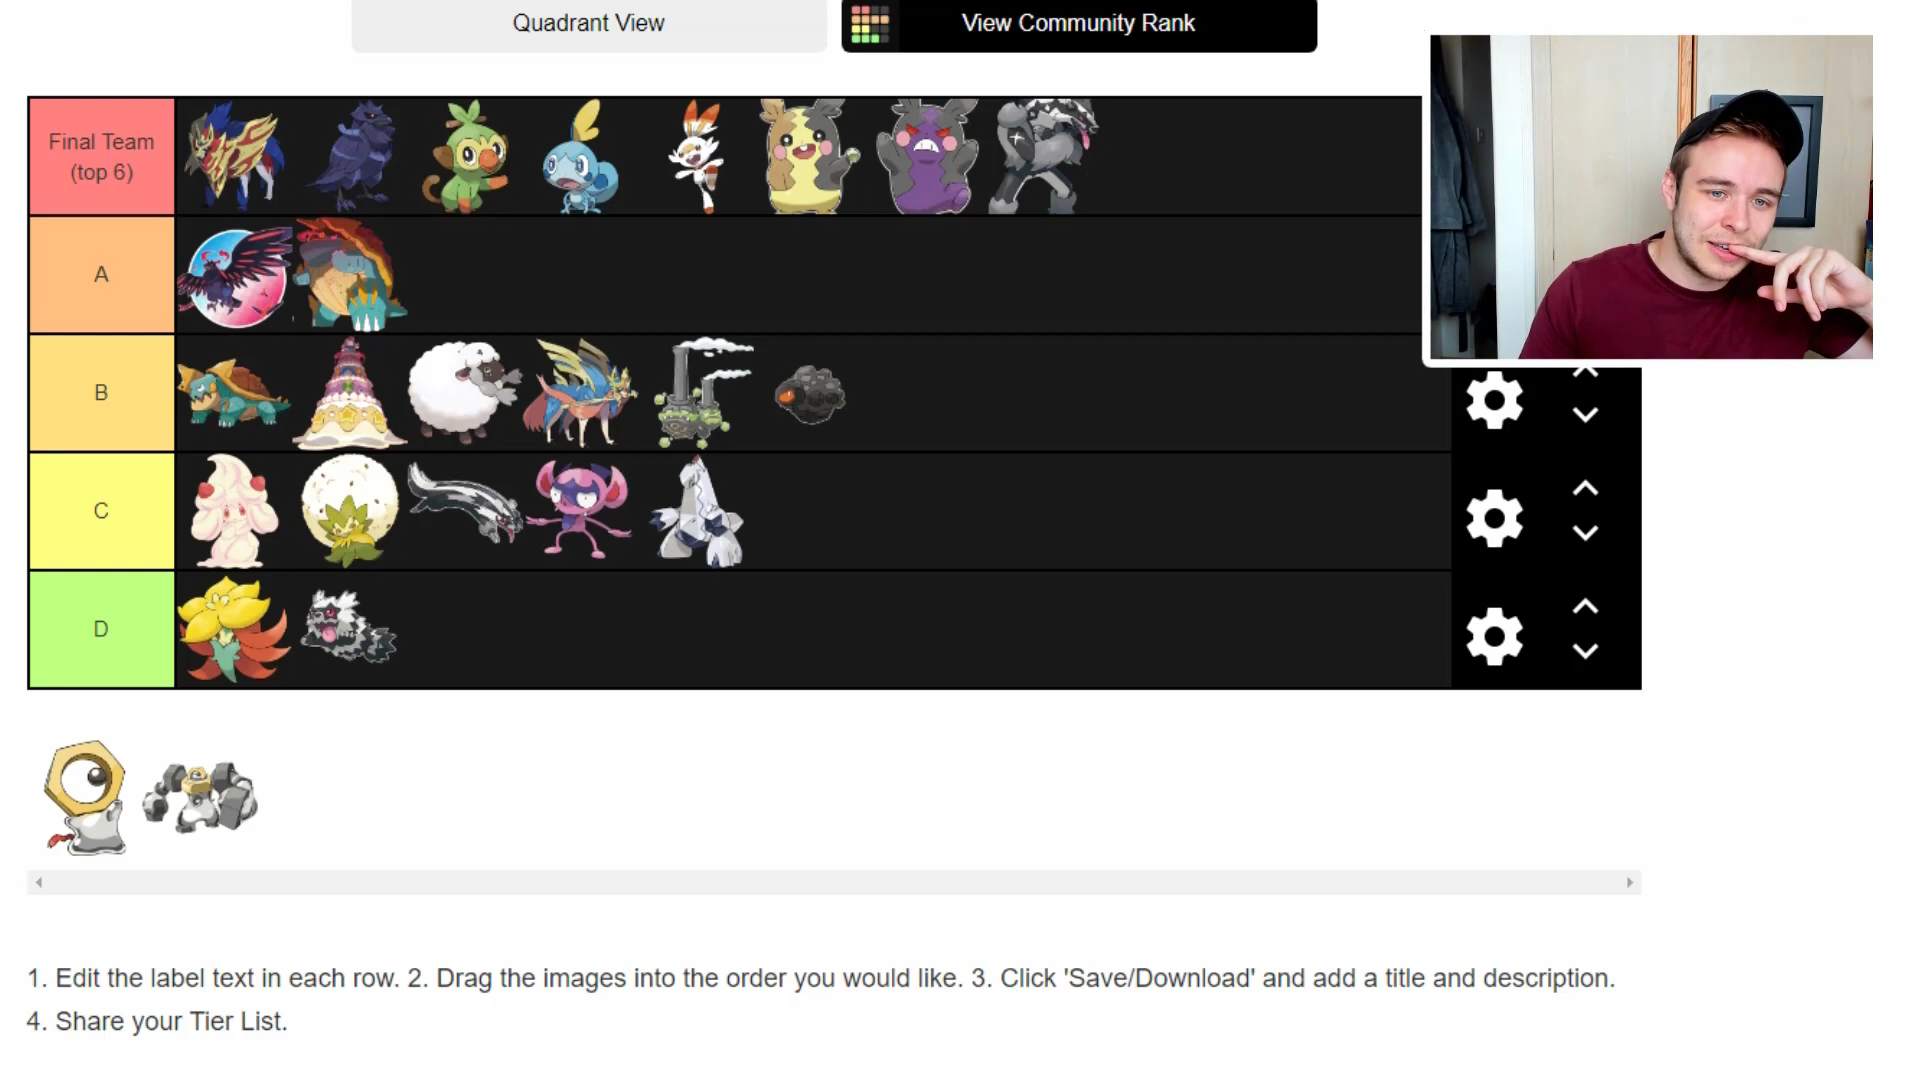 Quadrant View
View Community Rank
Final Team
(top 6)
A
B
C
D
1. Edit the label text in each row. 2. Drag the images into the order you would like. 3. Click 'Save/Download' and add a title and description.
4. Share your Tier List.